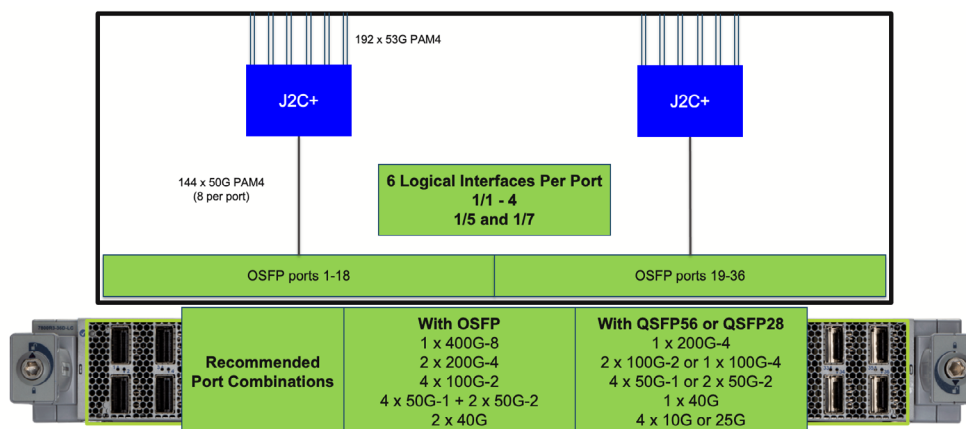 192 x 53G PAM4
J2C+
J2C+
144 x 50G PAM4
(8 per port)
6 Logical Interfaces Per Port
1/1 - 4
1/5 and 1/7
OSFP ports 1-18
OSFP ports 19-36
Recommended
Port Combinations
With OSFP
1 x 400G-8
2 x 200G-4
4 x 100G-2
4 x 50G-1 + 2 x 50G-2
2 x 40G
With QSFP56 or QSFP28
1 x 200G-4
2 x 100G-2 or 1 x 100G-4
4 x 50G-1 or 2 x 50G-2
1 x 40G
4 x 10G or 25G